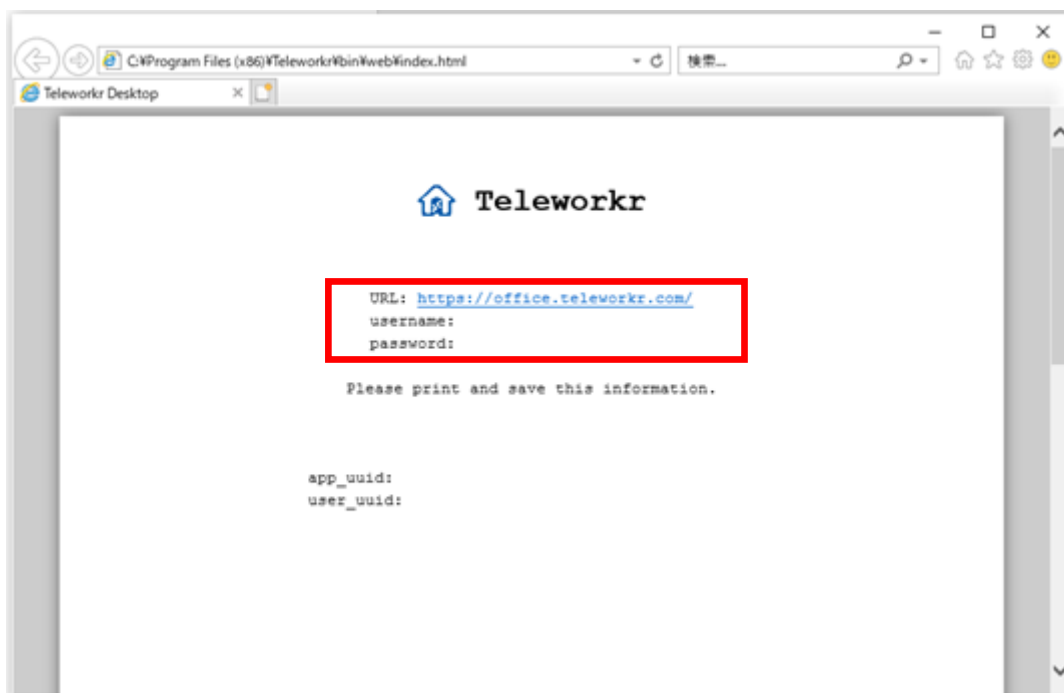 C:¥Program Files (x86)¥Teleworkr¥bin¥web¥index.html
検索...
Teleworkr Desktop
Teleworkr
URL: https://office.teleworkr.com/
username:
password:
Please print and save this information.
app_uuid:
user_uuid: